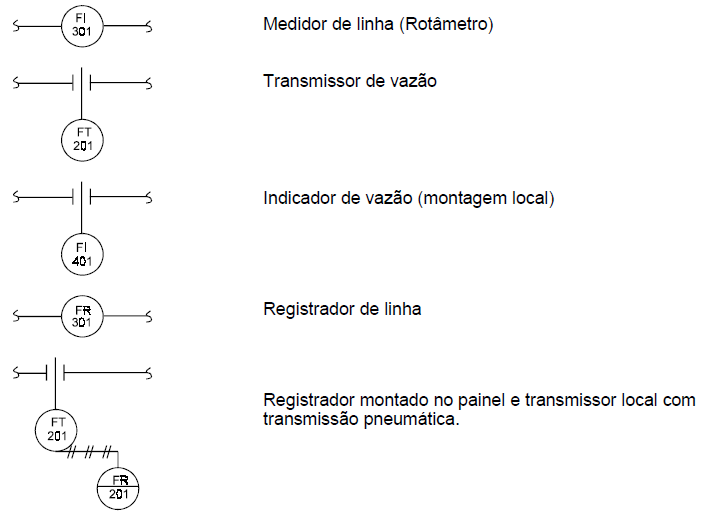 FI
301
Medidor de linha (Rotâmetro)
Transmissor de vazão
FT
201
Indicador de vazão (montagem local)
FI
401
FR
301
Registrador de linha
Registrador montado no painel e transmissor local com
transmissão pneumática.
FT
201
FR
201